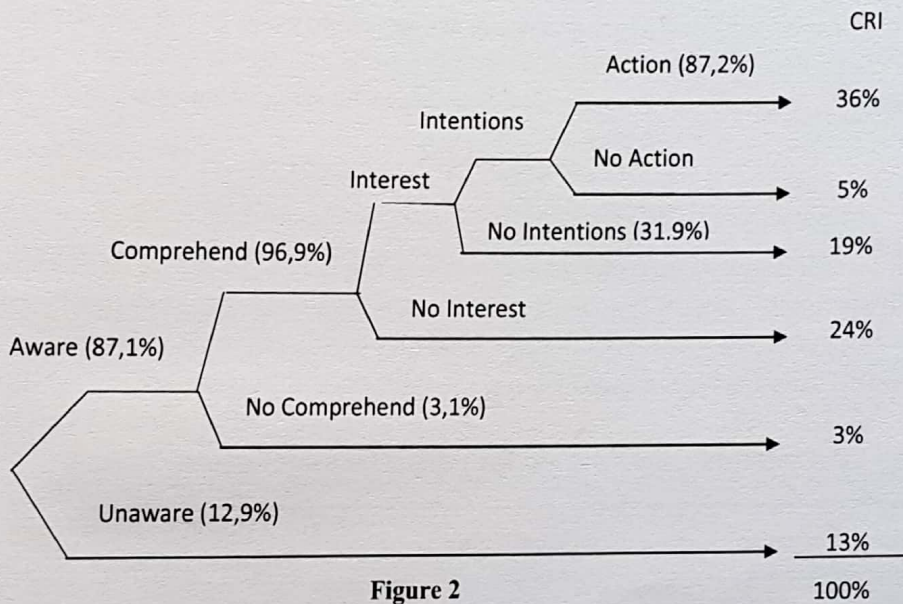 CRI
Action (87,2%)
36%
Intentions
No Action
5%
Interest
No Intentions (31.9%)
19%
Comprehend (96,9%)
No Interest
24%
Aware (87,1%)
No Comprehend (3,1%)
3%
Unaware (12,9%)
13%
Figure 2
100%